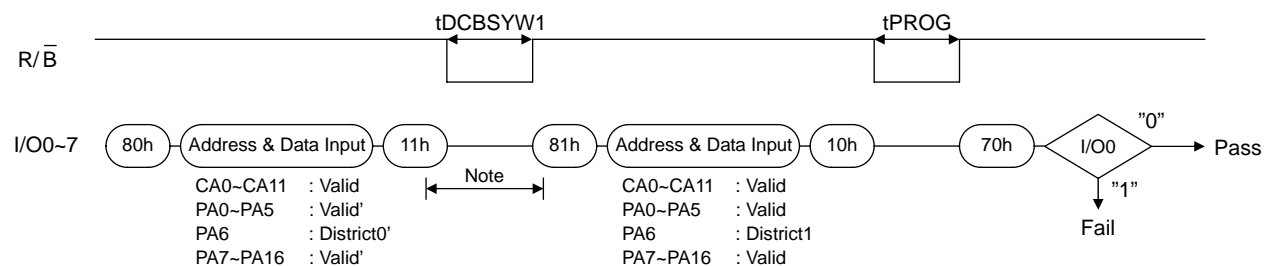 tDCBSYW1 tPROG
R/B̅
I/O0~7 80h Address & Data Input 11h 81h Address & Data Input 10h 70h I/O0 "0" Pass
Note
"1"
Fail
CA0~CA11 : Valid
PA0~PA5 : Valid'
PA6 : District0'
PA7~PA16 : Valid'
CA0~CA11 : Valid
PA0~PA5 : Valid
PA6 : District1
PA7~PA16 : Valid